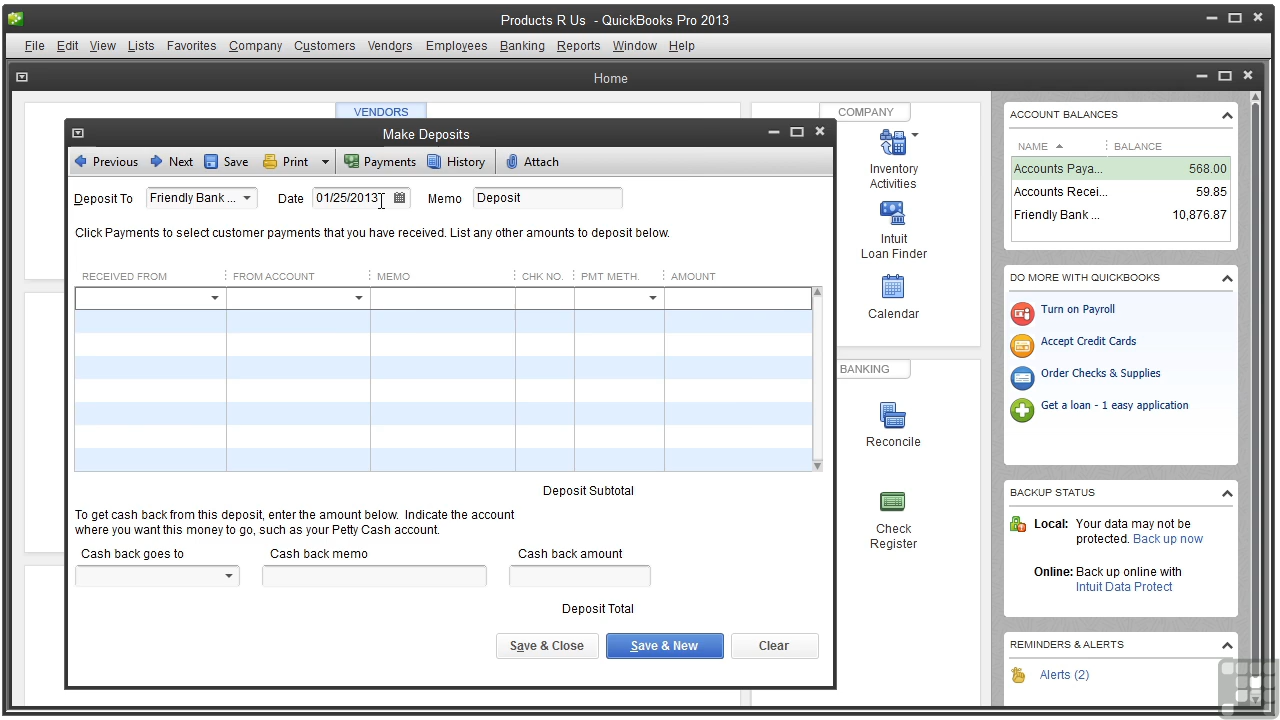 Products R Us - QuickBooks Pro 2013
File Edit View Lists Favorites Company Customers Vendors Employees Banking Reports Window Help
Home
VENDORS
Make Deposits
Previous Next Save Print Payments History Attach
Deposit To Friendly Bank ... Date 01/25/2013 Memo Deposit
Click Payments to select customer payments that you have received. List any other amounts to deposit below.
RECEIVED FROM FROM ACCOUNT MEMO CHK NO. PMT METH. AMOUNT
Deposit Subtotal
To get cash back from this deposit, enter the amount below. Indicate the account
where you want this money to go, such as your Petty Cash account.
Cash back goes to Cash back memo Cash back amount
Deposit Total
Save & Close Save & New Clear
COMPANY
Inventory
Activities
Intuit
Loan Finder
Calendar
BANKING
Reconcile
Check
Register
ACCOUNT BALANCES
NAME BALANCE
Accounts Paya... 568.00
Accounts Recei... 59.85
Friendly Bank ... 10,876.87
DO MORE WITH QUICKBOOKS
Turn on Payroll
Accept Credit Cards
Order Checks & Supplies
Get a loan - 1 easy application
BACKUP STATUS
Local: Your data may not be
protected. Back up now
Online: Back up online with
Intuit Data Protect
REMINDERS & ALERTS
Alerts (2)